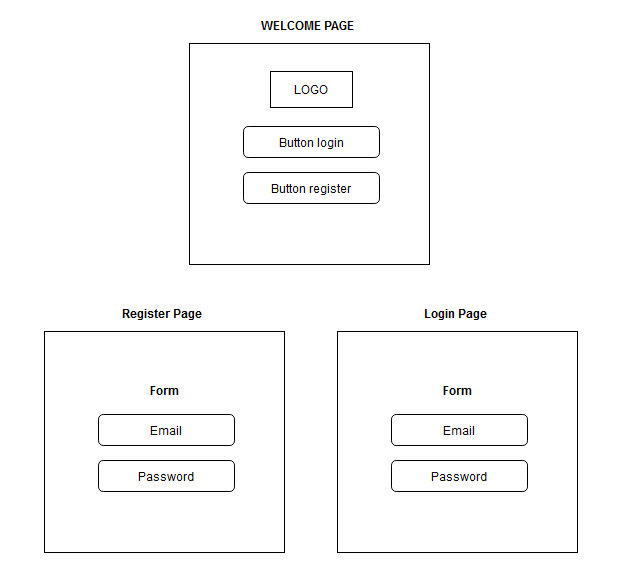 WELCOME PAGE
LOGO
Button login
Button register
Register Page
Form
Email
Password
Login Page
Form
Email
Password